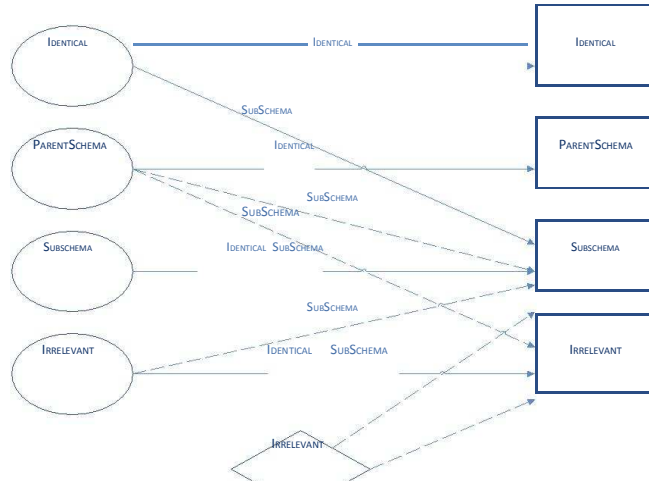 Identical Identical Identical
SubSchema
ParentSchema Identical ParentSchema
SubSchema
SubSchema
Subschema Identical SubSchema Subschema
SubSchema
Irrelevant Identical SubSchema Irrelevant
Irrelevant